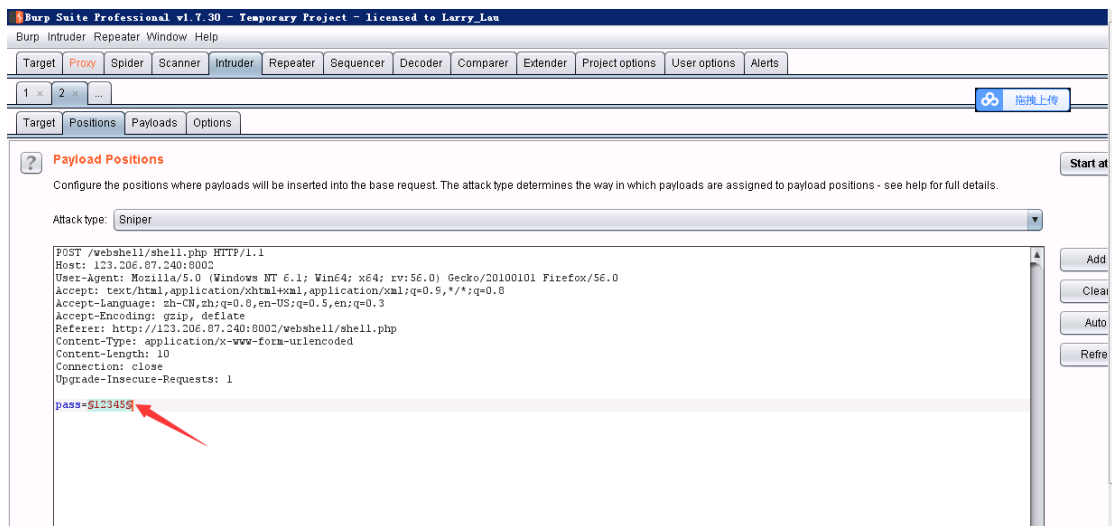 Burp Suite Professional v1.7.30 - Temporary Project - licensed to Larry_Lau
Burp Intruder Repeater Window Help
Target Proxy Spider Scanner Intruder Repeater Sequencer Decoder Comparer Extender Project options User options Alerts
1 × 2 × ...
拖拽上传
Target Positions Payloads Options
? Payload Positions
Start at
Configure the positions where payloads will be inserted into the base request. The attack type determines the way in which payloads are assigned to payload positions - see help for full details.
Attack type: Sniper
POST /webshell/shell.php HTTP/1.1
Host: 123.206.87.240:8002
User-Agent: Mozilla/5.0 (Windows NT 6.1; Win64; x64; rv:56.0) Gecko/20100101 Firefox/56.0
Accept: text/html,application/xhtml+xml,application/xml;q=0.9,*/*;q=0.8
Accept-Language: zh-CN,zh;q=0.8,en-US;q=0.5,en;q=0.3
Accept-Encoding: gzip, deflate
Referer: http://123.206.87.240:8002/webshell/shell.php
Content-Type: application/x-www-form-urlencoded
Content-Length: 10
Connection: close
Upgrade-Insecure-Requests: 1
pass=§12345§
Add
Clear
Auto
Refre